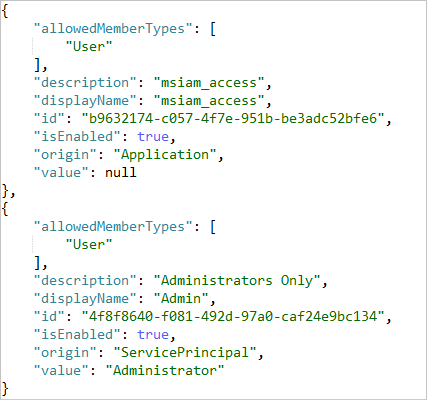 {
"allowedMemberTypes": [
"User"
],
"description": "msiam_access",
"displayName": "msiam_access",
"id": "b9632174-c057-4f7e-951b-be3adc52bfe6",
"isEnabled": true,
"origin": "Application",
"value": null
},
{
"allowedMemberTypes": [
"User"
],
"description": "Administrators Only",
"displayName": "Admin",
"id": "4f8f8640-f081-492d-97a0-caf24e9bc134",
"isEnabled": true,
"origin": "ServicePrincipal",
"value": "Administrator"
}